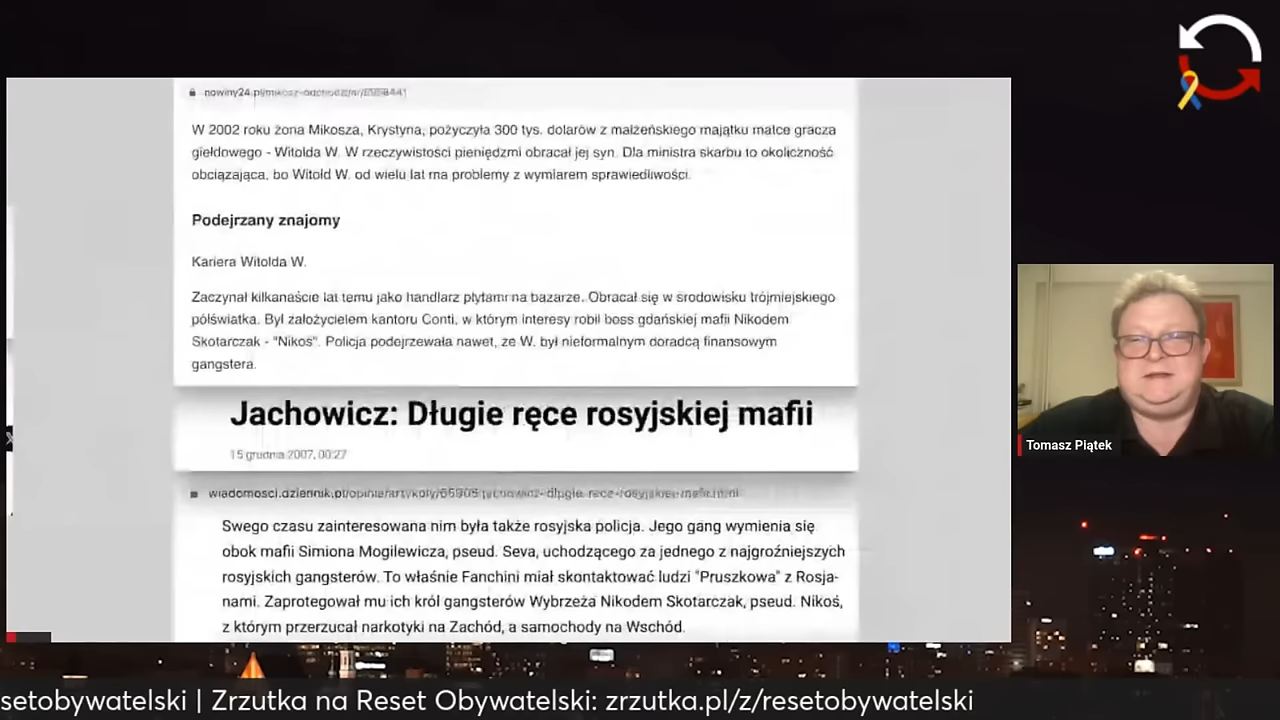 nowiny24.pl/mikosz-odchodzi/ar/
W 2002 roku żona Mikosza, Krystyna, pożyczyła 300 tys. dolarów z małżeńskiego majątku matce gracza
giełdowego - Witolda W. W rzeczywistości pieniędzmi obracał jej syn. Dla ministra skarbu to okoliczność
obciążająca, bo Witold W. od wielu lat ma problemy z wymiarem sprawiedliwości.
Podejrzany znajomy
Kariera Witolda W.
Zaczynał kilkanaście lat temu jako handlarz płytami na bazarze. Obracał się w środowisku trójmiejskiego
półświatka. Był założycielem kantoru Conti, w którym interesy robił boss gdańskiej mafii Nikodem
Skotarczak - "Nikoś". Policja podejrzewała nawet, że W. był nieformalnym doradcą finansowym
gangstera.
Jachowicz: Długie ręce rosyjskiej mafii
15 grudnia 2007, 00:27
Swego czasu zainteresowana nim była także rosyjska policja. Jego gang wymienia się
obok mafii Simiona Mogilewicza, pseud. Seva, uchodzącego za jednego z najgroźniejszych
rosyjskich gangsterów. To właśnie Fanchini miał skontaktować ludzi "Pruszkowa" z Rosja-
nami. Zaprotegował mu ich król gangsterów Wybrzeża Nikodem Skotarczak, pseud. Nikoś,
z którym przerzucał narkotyki na Zachód, a samochody na Wschód.
Tomasz Piątek
setobywatelski | Zrzutka na Reset Obywatelski: zrzutka.pl/z/resetobywatelski